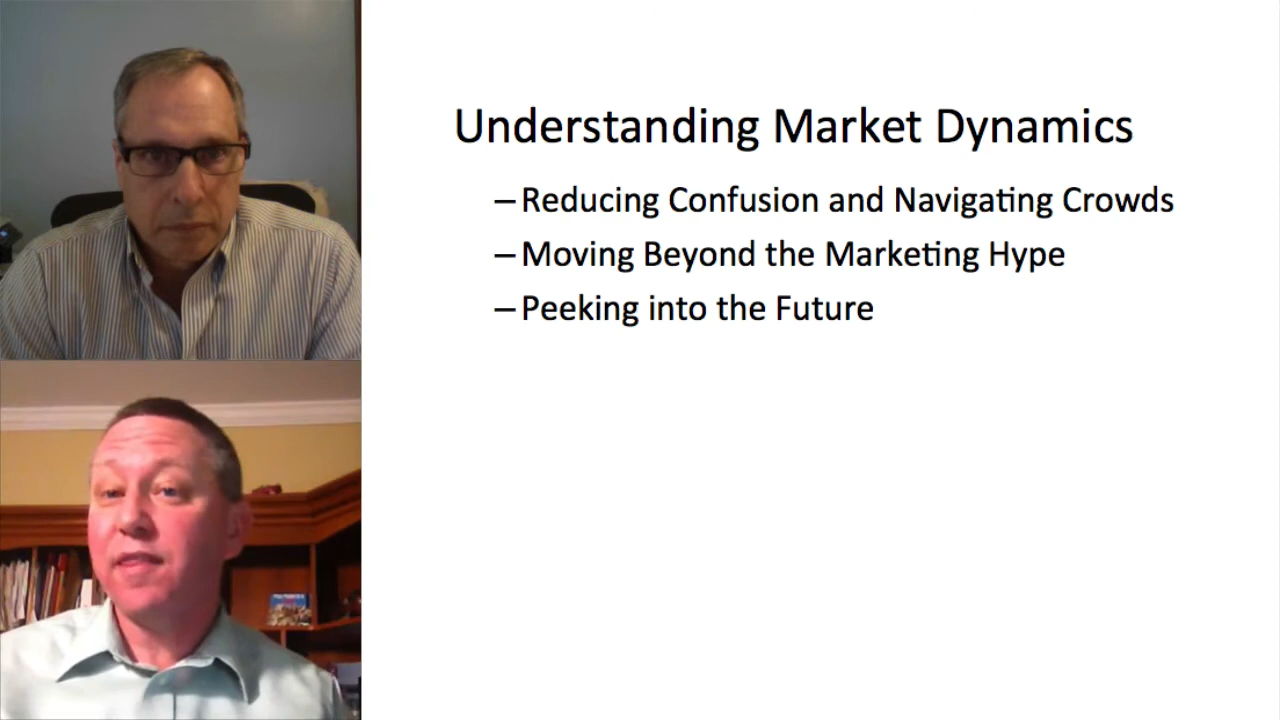 Understanding Market Dynamics
– Reducing Confusion and Navigating Crowds
– Moving Beyond the Marketing Hype
– Peeking into the Future